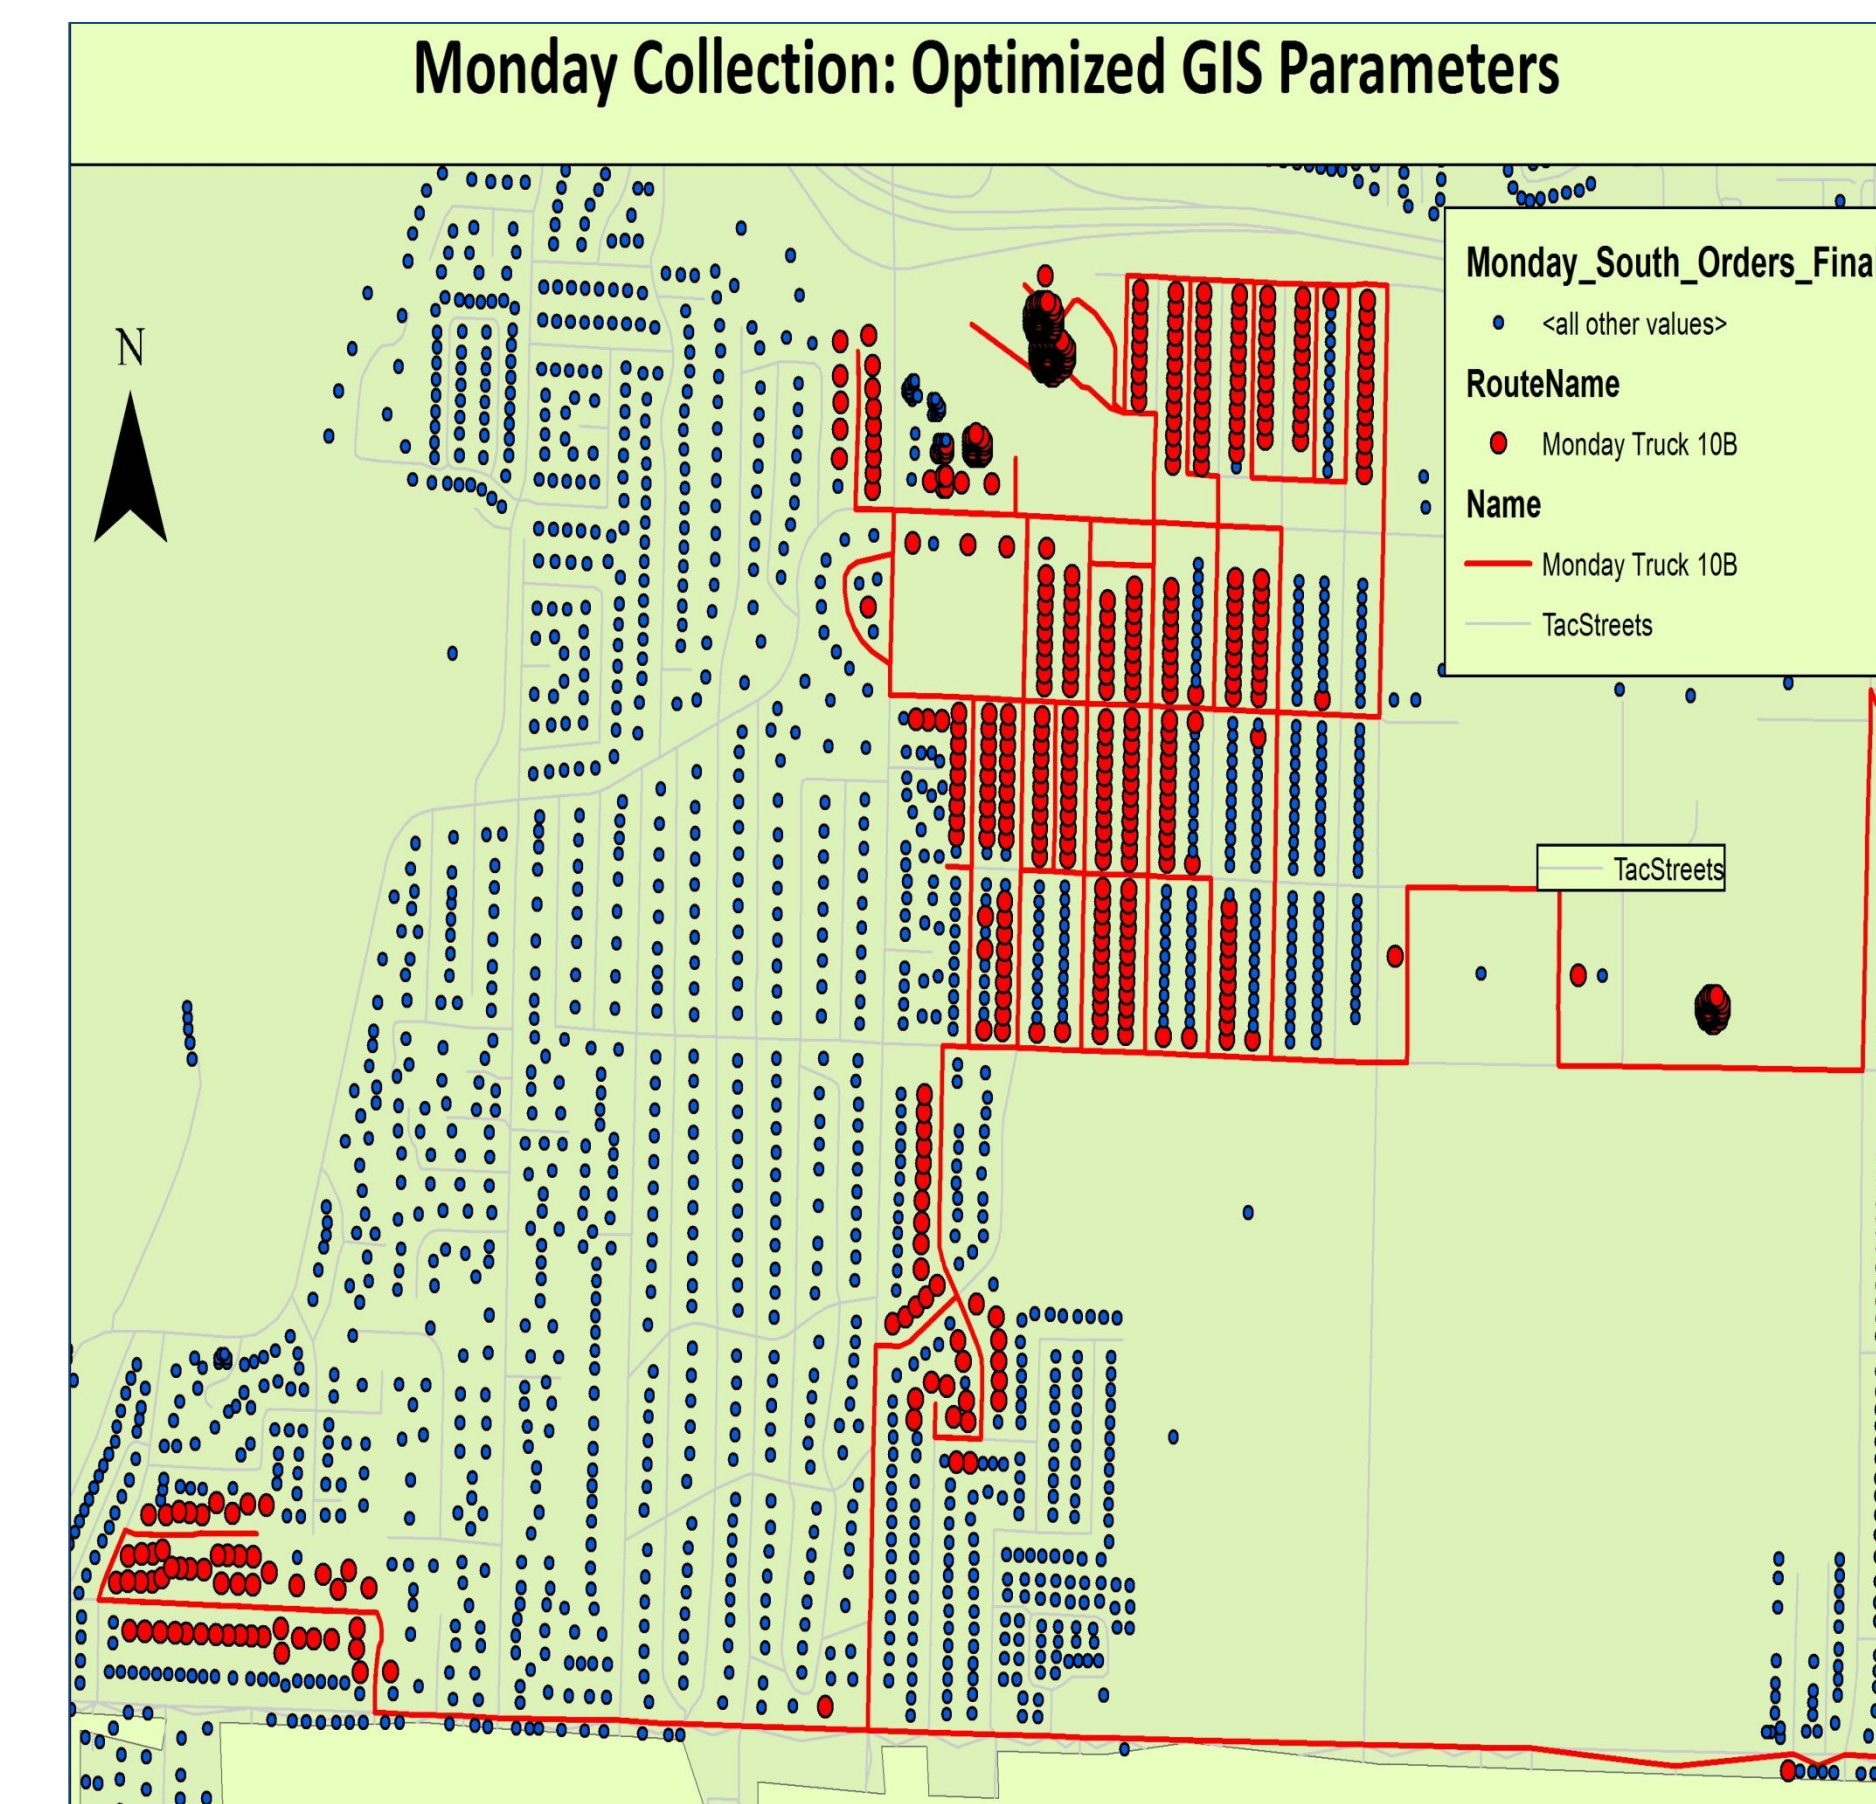 Monday Collection: Optimized GIS Parameters
N
Monday_South_Orders_Fina
<all other values>
RouteName
Monday Truck 10B
Name
Monday Truck 10B
TacStreets
TacStreets